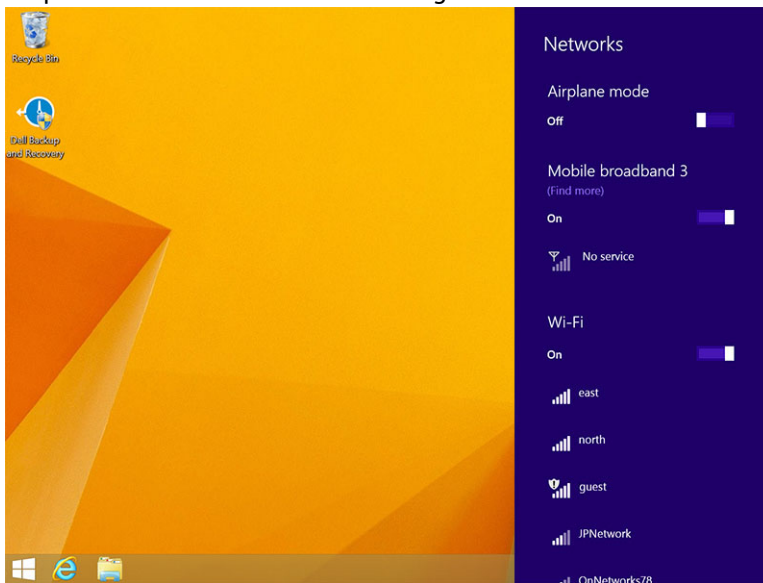 Recycle Bin
Dell Backup
and Recovery
Networks
Airplane mode
Off
Mobile broadband 3
(Find more)
On
No service
Wi-Fi
On
east
north
guest
JPNetwork
OpNetworks78